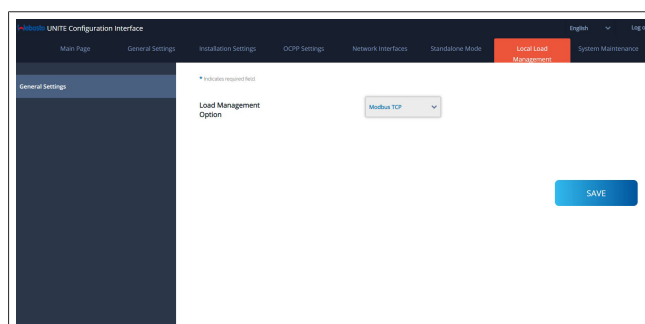 UNITE Configuration Interface
English
Main Page
General Settings
Installation Settings
OCPP Settings
Network Interfaces
Standalone Mode
Local Load
Management
System Maintenance
General Settings
* Indicates required field.
Load Management
Option
Modbus TCP
SAVE